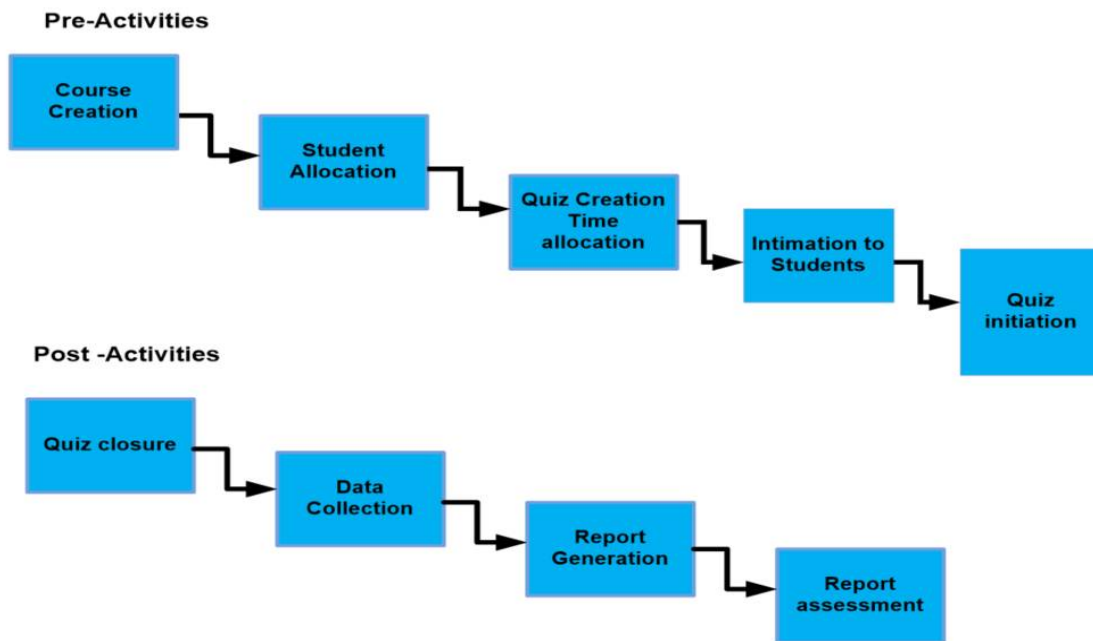 Pre-Activities
Course
Creation
Student
Allocation
Quiz Creation
Time
allocation
Intimation to
Students
Quiz
initiation
Post -Activities
Quiz closure
Data
Collection
Report
Generation
Report
assessment